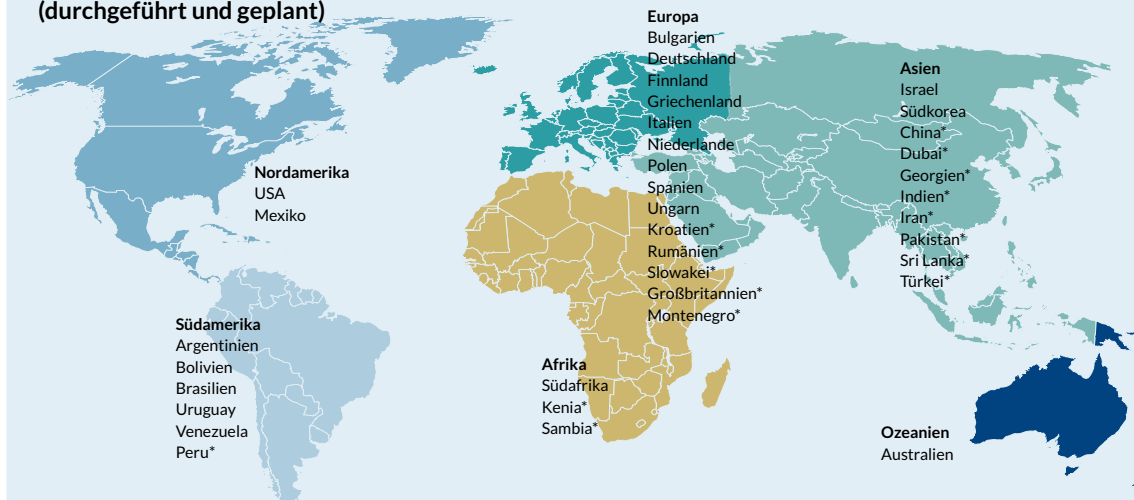 (durchgeführt und geplant)
Nordamerika
USA
Mexiko
Südamerika
Argentinien
Bolivien
Brasilien
Uruguay
Venezuela
Peru*
Europa
Bulgarien
Deutschland
Finnland
Griechenland
Italien
Niederlande
Polen
Spanien
Ungarn
Kroatien*
Rumänien*
Slowakei*
Großbritannien*
Montenegro*
Afrika
Südafrika
Kenia*
Sambia*
Asien
Israel
Südkorea
China*
Dubai*
Georgien*
Indien*
Iran*
Pakistan*
Sri Lanka*
Türkei*
Ozeanien
Australien